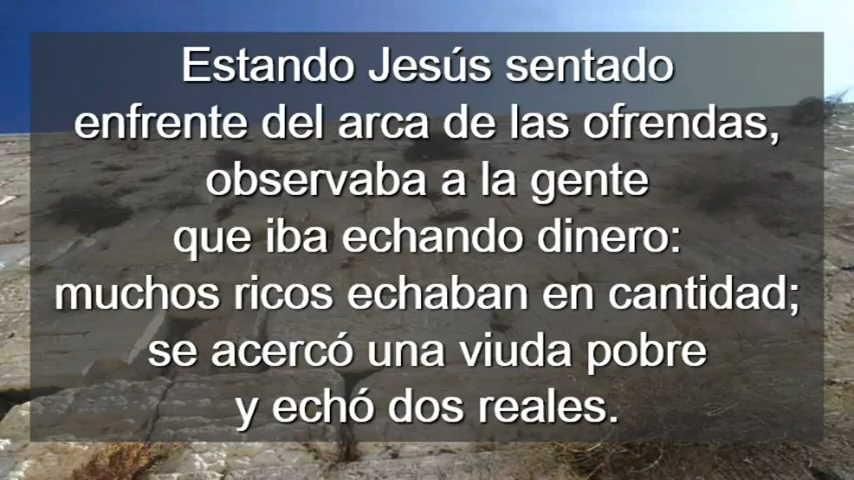 Estando Jesús sentado
enfrente del arca de las ofrendas,
observaba a la gente
que iba echando dinero:
muchos ricos echaban en cantidad;
se acercó una viuda pobre
y echó dos reales.